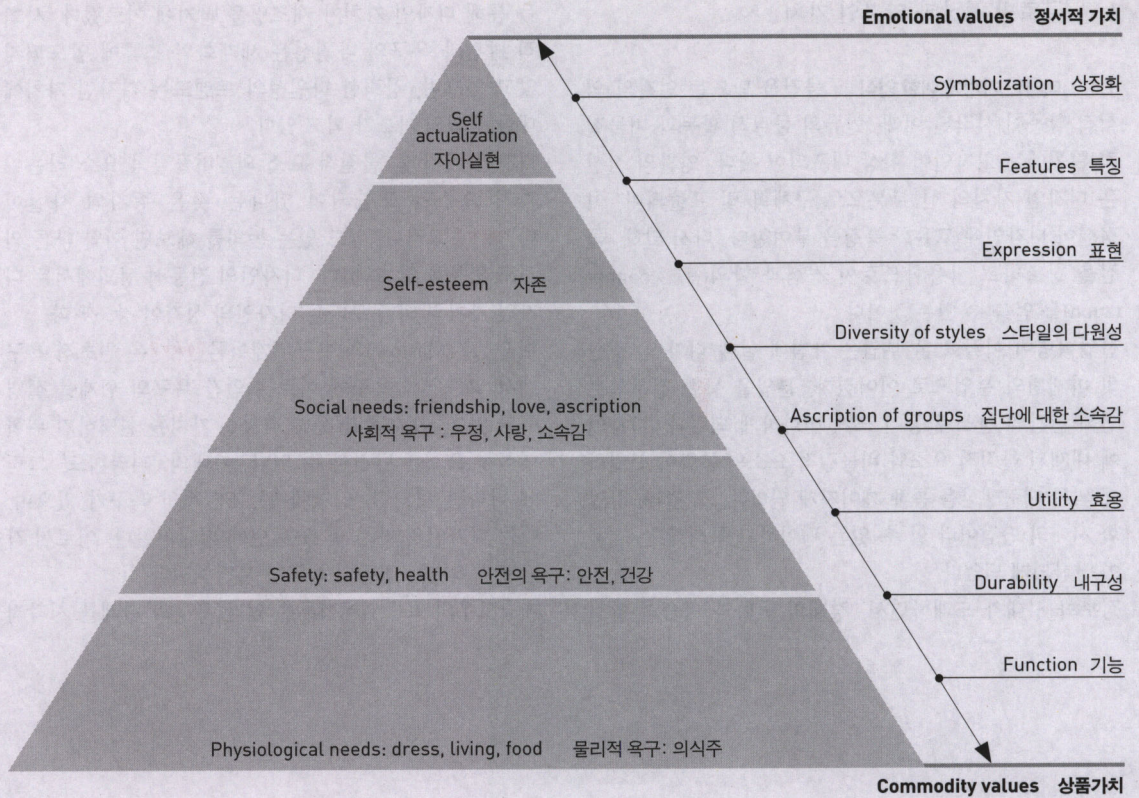 Emotional values 정서적 가치
Symbolization 상징화
Self
actualization
자아실현
Features 특징
Expression 표현
Self-esteem 자존
Diversity of styles 스타일의 다원성
Social needs: friendship, love, ascription
사회적 욕구 : 우정, 사랑, 소속감
Ascription of groups 집단에 대한 소속감
Utility 효용
Safety: safety, health 안전의 욕구: 안전, 건강
Durability 내구성
Function 기능
Physiological needs: dress, living, food 물리적 욕구: 의식주
Commodity values 상품가치